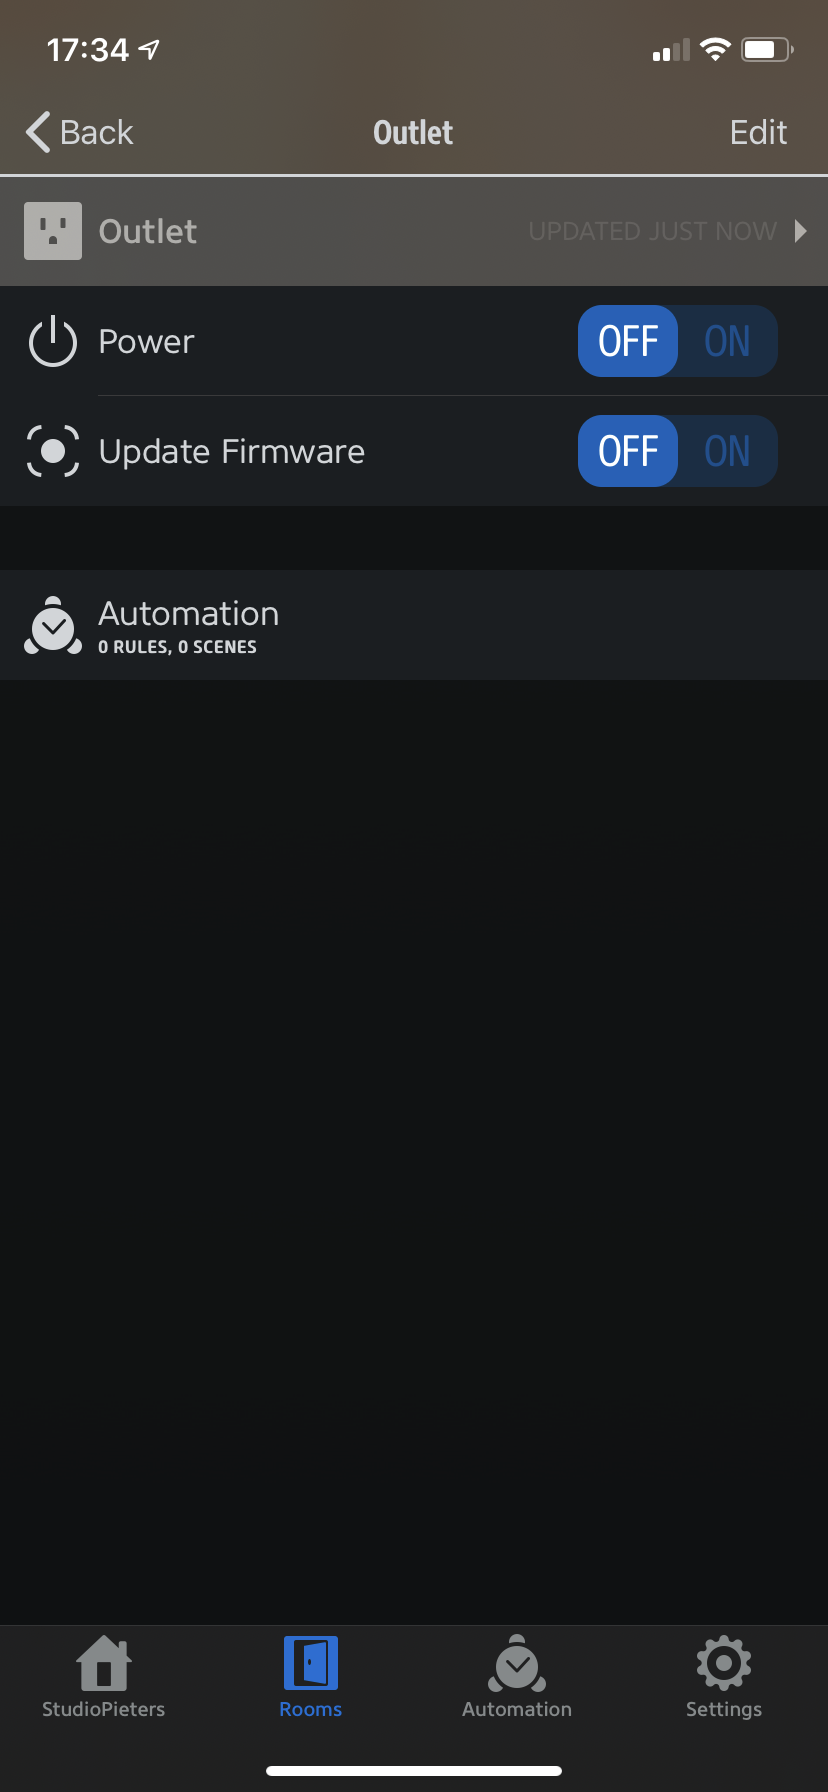 17:34
Back Outlet Edit
Outlet UPDATED JUST NOW
Power OFF ON
Update Firmware OFF ON
Automation
0 RULES, 0 SCENES
StudioPieters Rooms Automation Settings